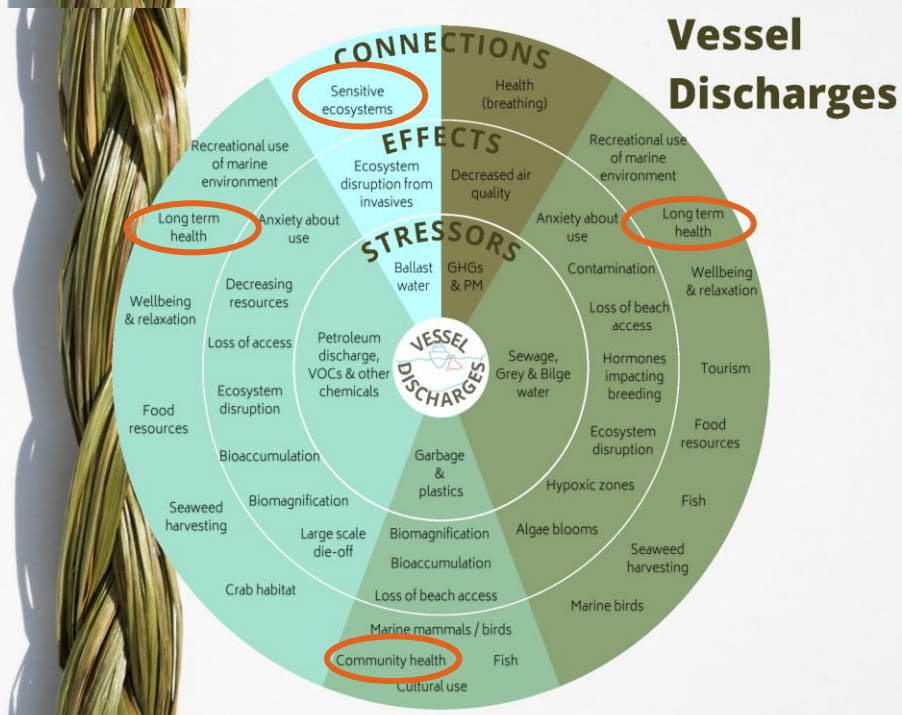 Vessel
Discharges
CONNECTIONS
Sensitive
ecosystems
Health
(breathing)
EFFECTS
Ecosystem
disruption from
invasives
Decreased air
quality
STRESSORS
Ballast
water
GHGs
& PM
VESSEL
DISCHARGES
Recreational use
of marine
environment
Long term
health
Wellbeing
& relaxation
Food
resources
Seaweed
harvesting
Crab habitat
Anxiety about
use
Decreasing
resources
Loss of access
Ecosystem
disruption
Bioaccumulation
Biomagnification
Large scale
die-off
Petroleum
discharge,
VOCs & other
chemicals
Garbage
&
plastics
Biomagnification
Bioaccumulation
Loss of beach access
Marine mammals / birds
Community health
Fish
Cultural use
Sewage,
Grey & Bilge
water
Anxiety about
use
Contamination
Loss of beach
access
Hormones
impacting
breeding
Ecosystem
disruption
Hypoxic zones
Algae blooms
Recreational use
of marine
environment
Long term
health
Wellbeing
& relaxation
Tourism
Food
resources
Fish
Seaweed
harvesting
Marine birds